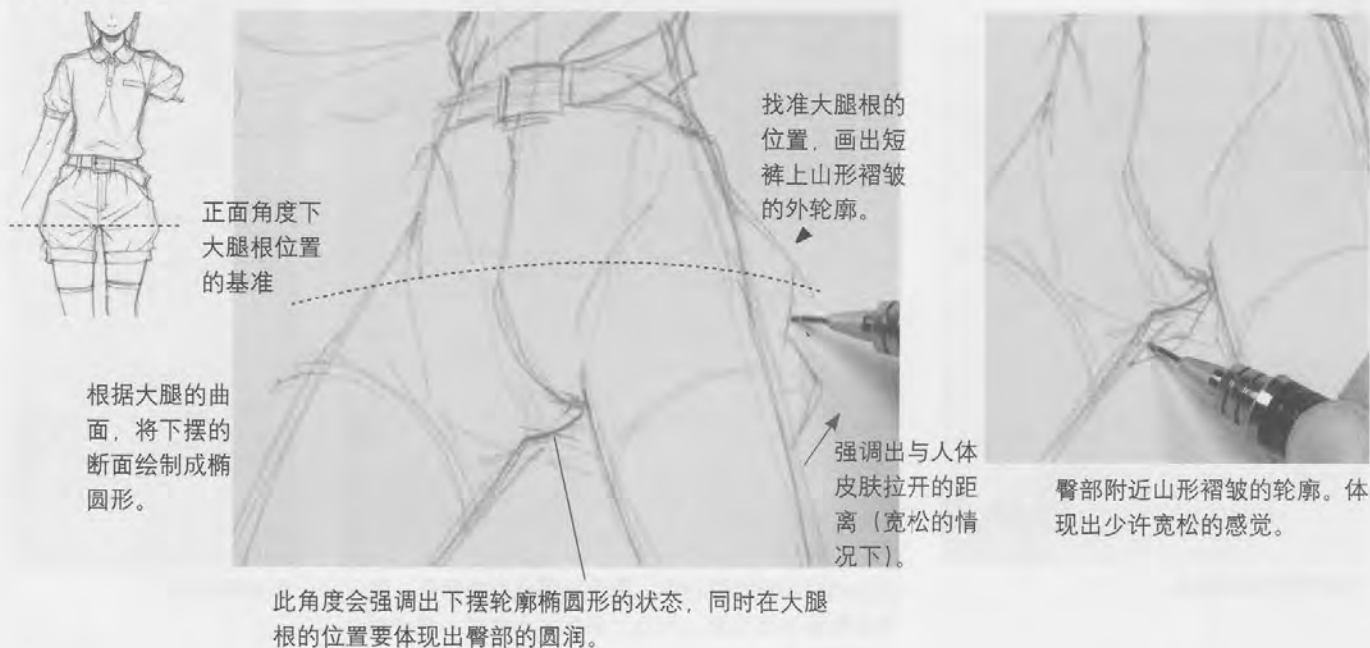 正面角度下
大腿根位置
的基准
找准大腿根的
位置，画出短
裤上山形褶皱
的外轮廓。
根据大腿的曲
面，将下摆的
断面绘制成椭
圆形。
强调出与人体
皮肤拉开的距
离（宽松的情
况下）。
臀部附近山形褶皱的轮廓。体
现出少许宽松的感觉。
此角度会强调出下摆轮廓椭圆形的状态，同时在大腿
根的位置要体现出臀部的圆润。